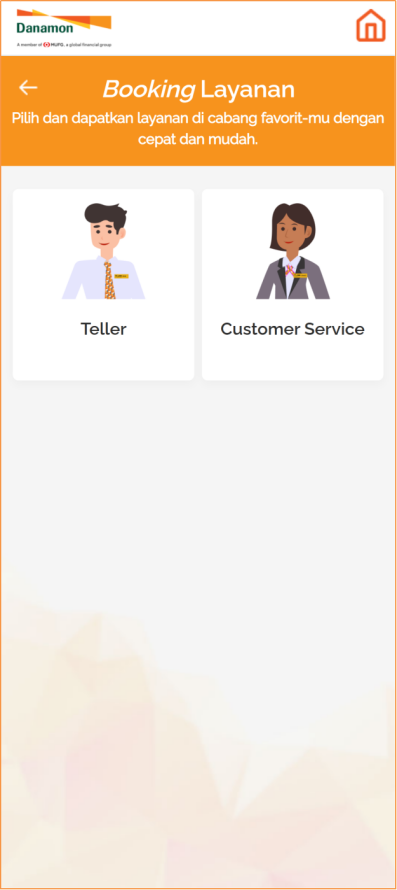 Danamon
A member of MUFG, a global financial group
Booking Layanan
Pilih dan dapatkan layanan di cabang favorit-mu dengan
cepat dan mudah.
Teller
Customer Service